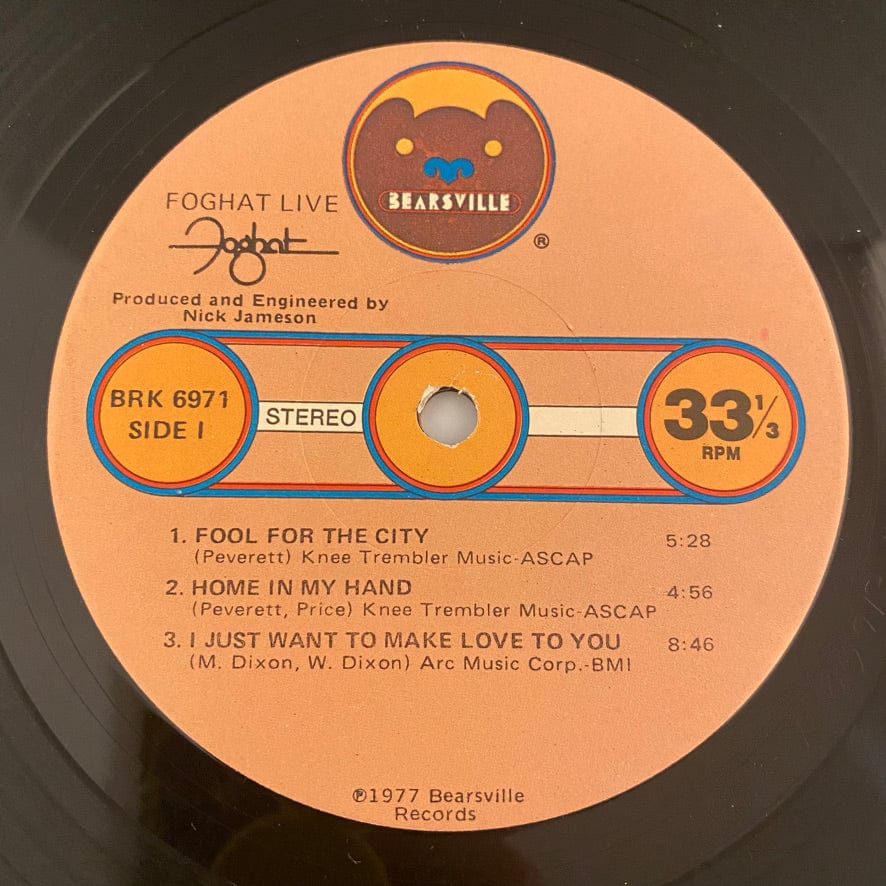 BEARSVILLE
®
FOGHAT LIVE
Foghat
Produced and Engineered by
Nick Jameson
BRK 6971
SIDE I
STEREO
33 1/3
RPM
1. FOOL FOR THE CITY 5:28
(Peverett) Knee Trembler Music-ASCAP
2. HOME IN MY HAND 4:56
(Peverett, Price) Knee Trembler Music-ASCAP
3. I JUST WANT TO MAKE LOVE TO YOU 8:46
(M. Dixon, W. Dixon) Arc Music Corp.-BMI
℗1977 Bearsville
Records